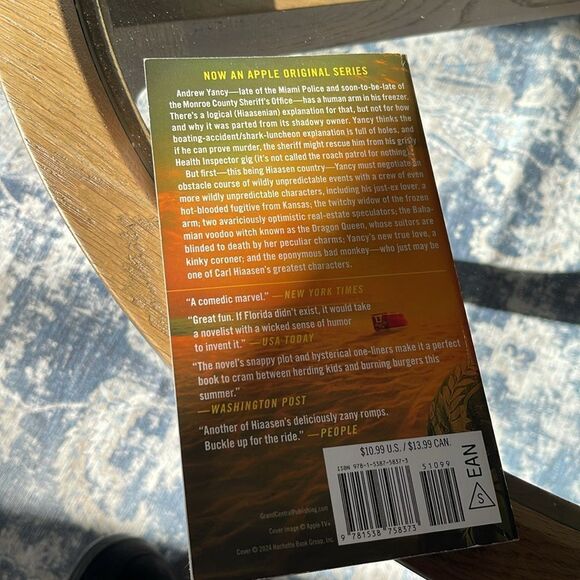 NOW AN APPLE ORIGINAL SERIES
Andrew Yancy—late of the Miami Police and soon-to-be-late of
the Monroe County Sheriff's Office—has a human arm in his freezer.
There's a logical (Hiaasenian) explanation for that, but not for how
and why it was parted from its shadowy owner. Yancy thinks the
boating-accident/shark-luncheon explanation is full of holes, and
if he can prove murder, the sheriff might rescue him from his grisly
Health Inspector gig (it's not called the roach patrol for nothing).
But first—this being Hiaasen country—Yancy must negotiate an
obstacle course of wildly unpredictable events with a crew of even
more wildly unpredictable characters, including his just-ex lover, a
hot-blooded fugitive from Kansas; the twitchy widow of the frozen
arm; two avariciously optimistic real-estate speculators; the Baha-
mian voodoo witch known as the Dragon Queen, whose suitors are
blinded to death by her peculiar charms; Yancy's new true love, a
kinky coroner; and the eponymous bad monkey—who just may be
one of Carl Hiaasen's greatest characters.
"A comedic marvel." —NEW YORK TIMES
"Great fun. If Florida didn't exist, it would take
a novelist with a wicked sense of humor
to invent it." —USA TODAY
"The novel's snappy plot and hysterical one-liners make it a perfect
book to cram between herding kids and burning burgers this
summer."
—WASHINGTON POST
"Another of Hiaasen's deliciously zany romps.
Buckle up for the ride." —PEOPLE
$10.99 U.S. / $13.99 CAN.
ISBN 978-1-5387-5837-3
51099
EAN
S
9 781538 758373
GrandCentralPublishing.com
Cover image © Apple TV+
Cover © 2024 Hachette Book Group, Inc.